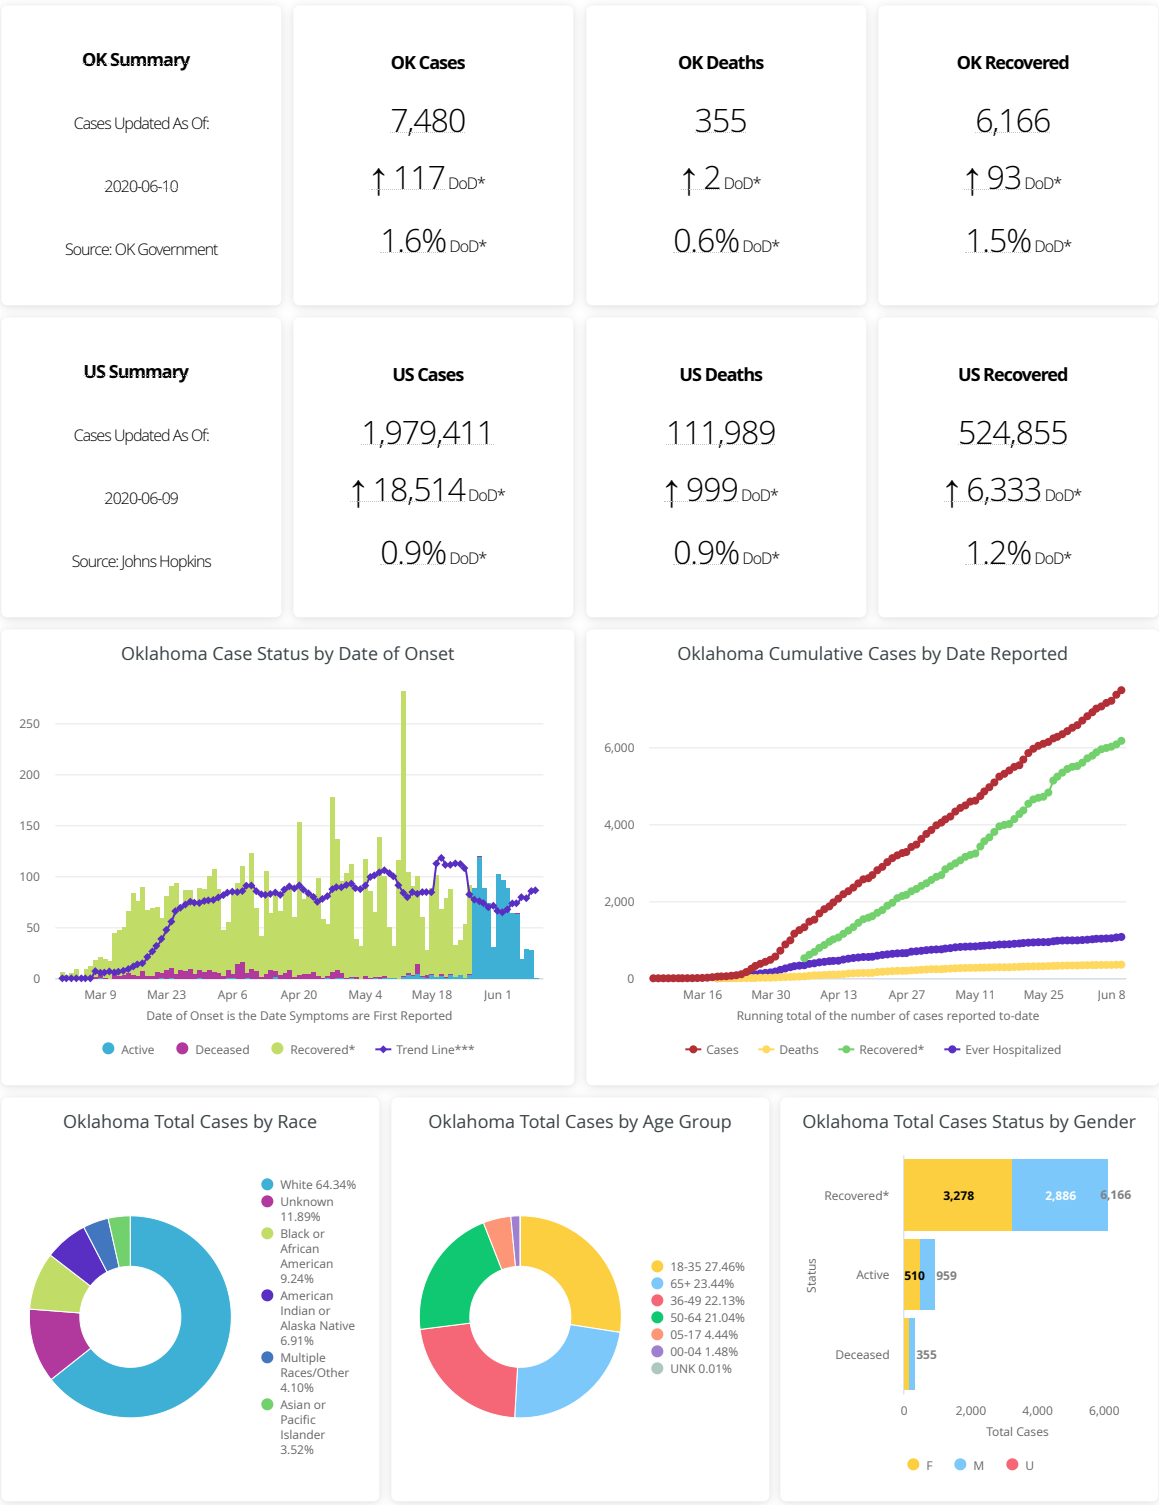 OK Summary
Cases Updated As Of:
2020-06-10
Source: OK Government
OK Cases
7,480
↑ 117 DoD*
1.6% DoD*
OK Deaths
355
↑ 2 DoD*
0.6% DoD*
OK Recovered
6,166
↑ 93 DoD*
1.5% DoD*
US Summary
Cases Updated As Of:
2020-06-09
Source: Johns Hopkins
US Cases
1,979,411
↑ 18,514 DoD*
0.9% DoD*
US Deaths
111,989
↑ 999 DoD*
0.9% DoD*
US Recovered
524,855
↑ 6,333 DoD*
1.2% DoD*
Oklahoma Case Status by Date of Onset
250
200
150
100
50
0
Mar 9 Mar 23 Apr 6 Apr 20 May 4 May 18 Jun 1
Date of Onset is the Date Symptoms are First Reported
Active Deceased Recovered* Trend Line***
Oklahoma Cumulative Cases by Date Reported
6,000
4,000
2,000
0
Mar 16 Mar 30 Apr 13 Apr 27 May 11 May 25 Jun 8
Running total of the number of cases reported to-date
Cases Deaths Recovered* Ever Hospitalized
Oklahoma Total Cases by Race
White 64.34%
Unknown
11.89%
Black or
African
American
9.24%
American
Indian or
Alaska Native
6.91%
Multiple
Races/Other
4.10%
Asian or
Pacific
Islander
3.52%
Oklahoma Total Cases by Age Group
18-35 27.46%
65+ 23.44%
36-49 22.13%
50-64 21.04%
05-17 4.44%
00-04 1.48%
UNK 0.01%
Oklahoma Total Cases Status by Gender
Status
Recovered* 3,278 2,886 6,166
Active 510 959
Deceased 355
0 2,000 4,000 6,000
Total Cases
F M U